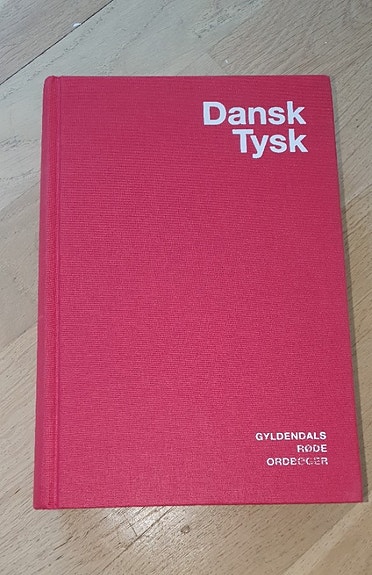 Dansk
Tysk
GYLDENDALS
RØDE
ORDBØGER